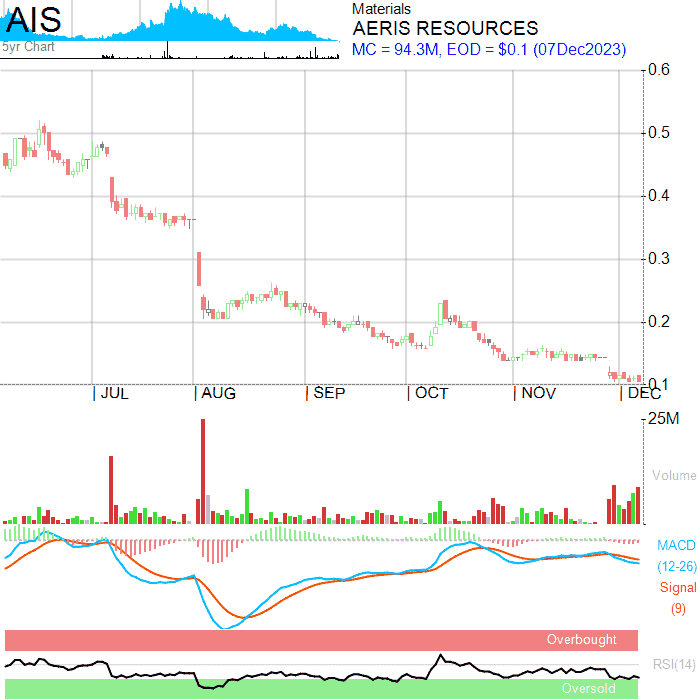 AIS
5yr Chart
Materials
AERIS RESOURCES
MC = 94.3M, EOD = $0.1 (07Dec2023)
0.6
0.5
0.4
0.3
0.2
0.1
JUL AUG SEP OCT NOV DEC
25M
Volume
MACD
(12-26)
Signal
(9)
Overbought
RSI(14)
Oversold